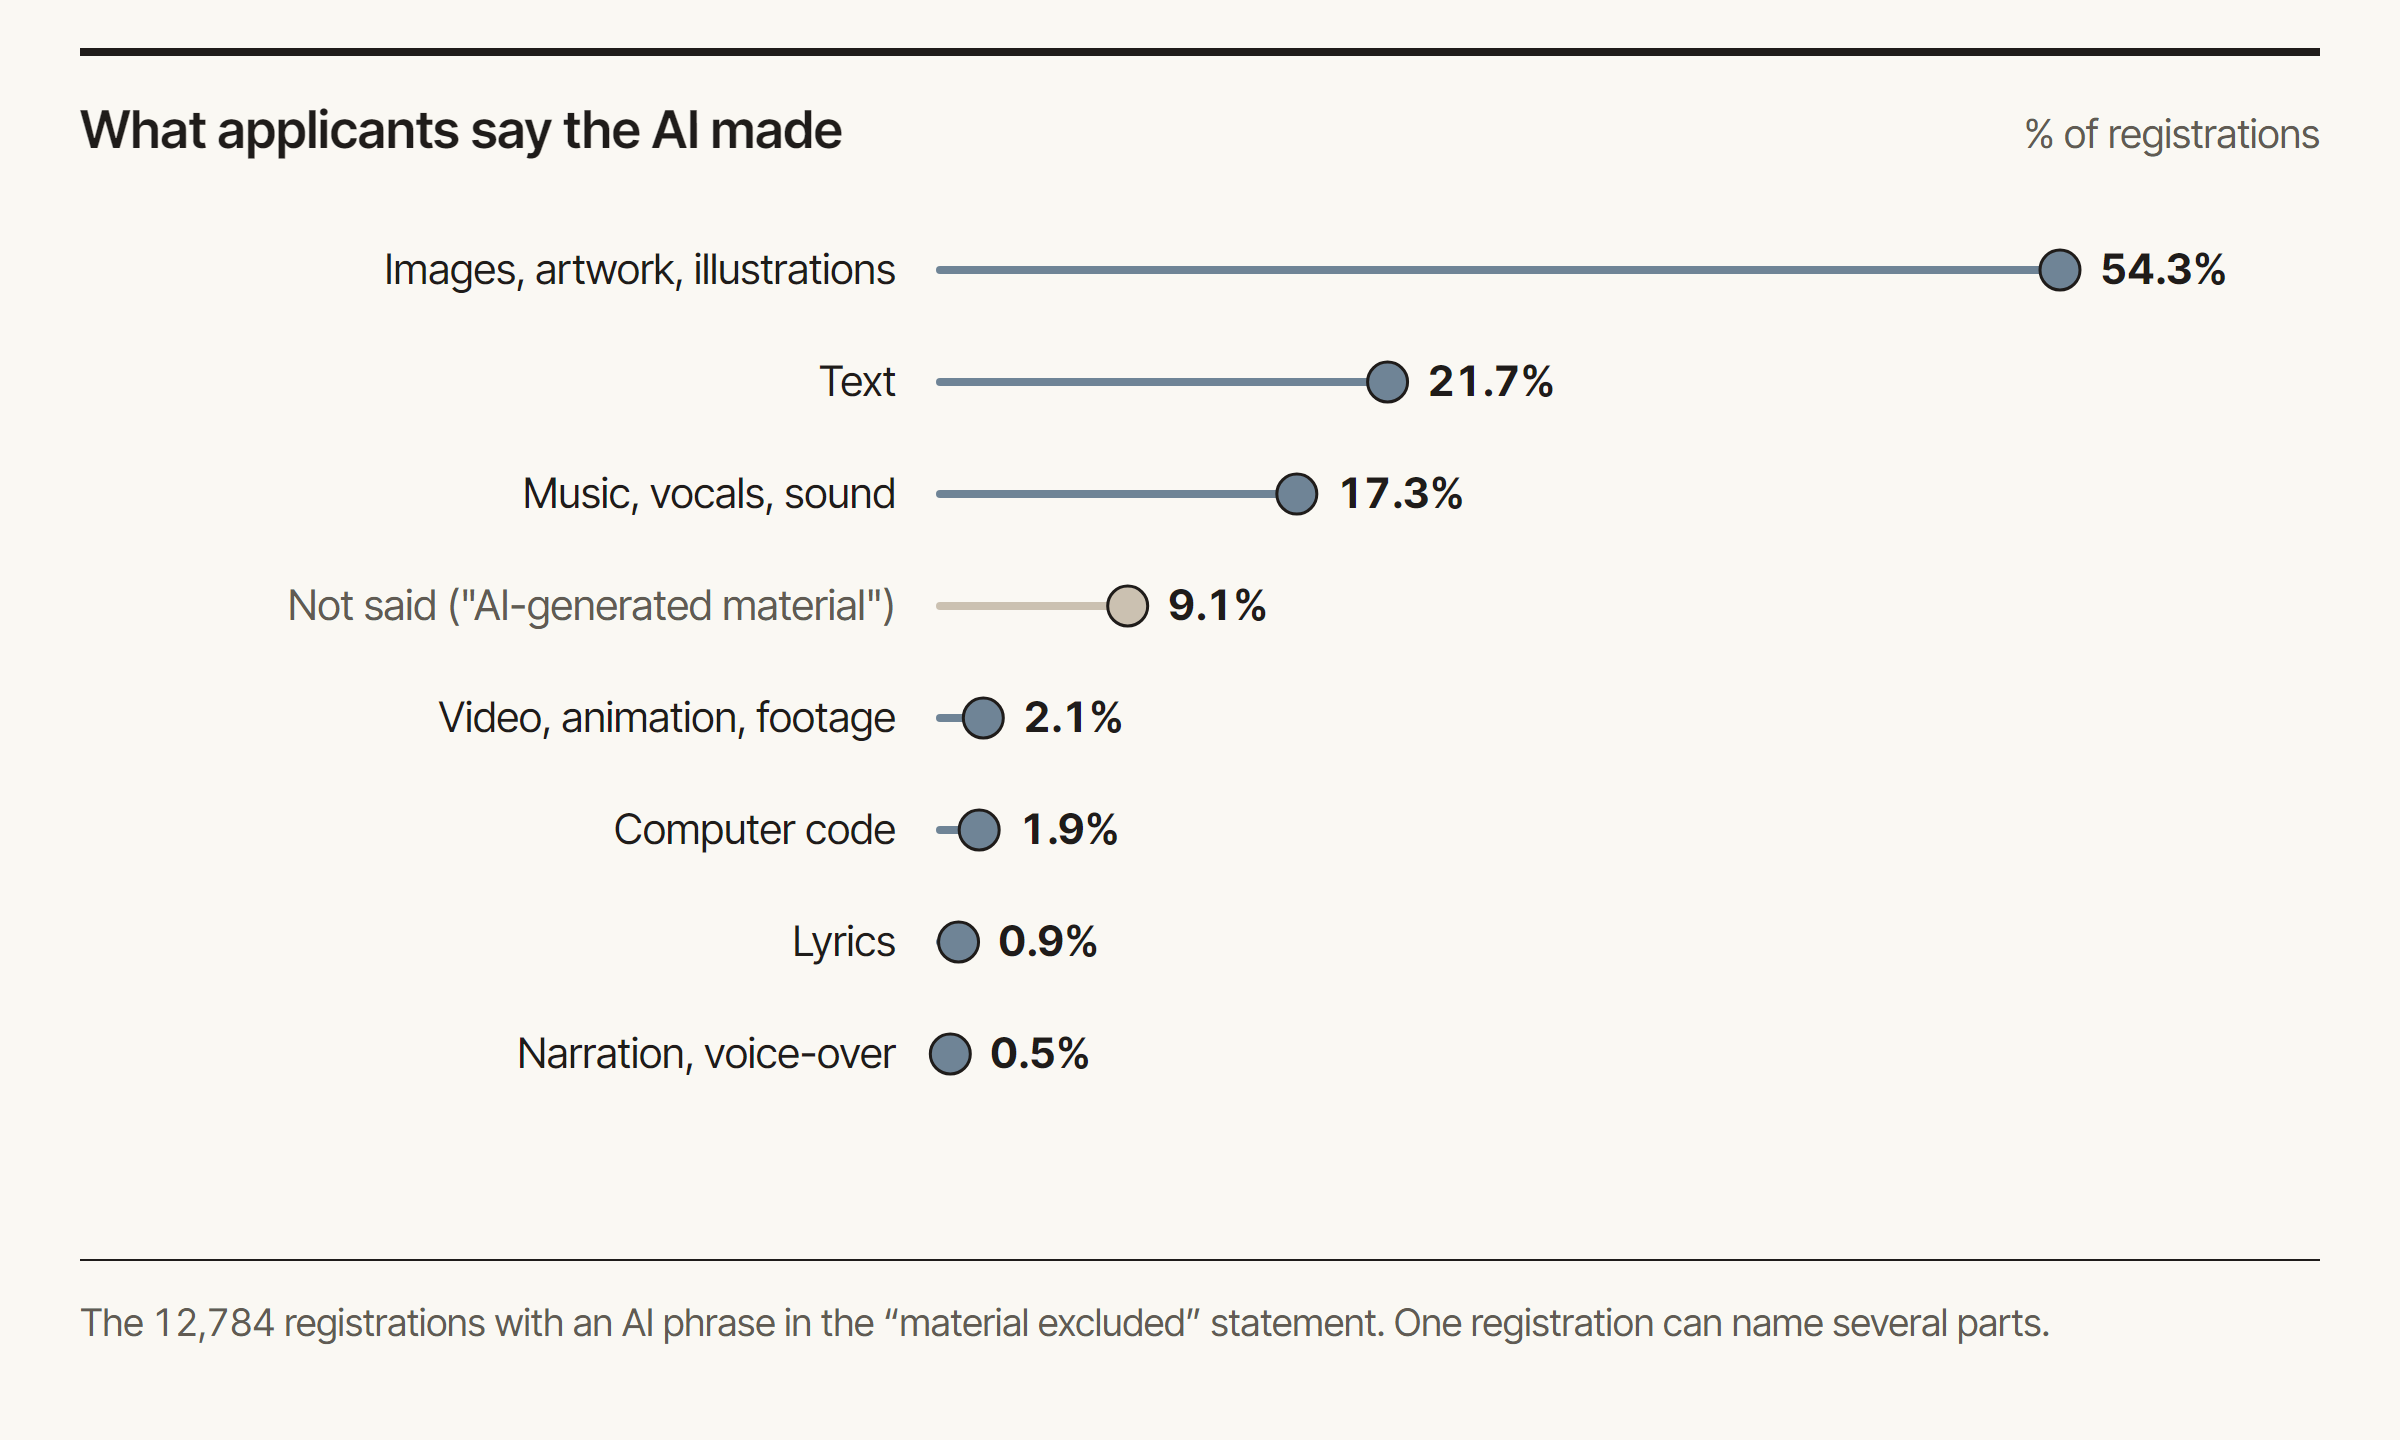 What applicants say the AI made
% of registrations
Images, artwork, illustrations 54.3%
Text 21.7%
Music, vocals, sound 17.3%
Not said ("AI-generated material") 9.1%
Video, animation, footage 2.1%
Computer code 1.9%
Lyrics 0.9%
Narration, voice-over 0.5%
The 12,784 registrations with an AI phrase in the “material excluded” statement. One registration can name several parts.